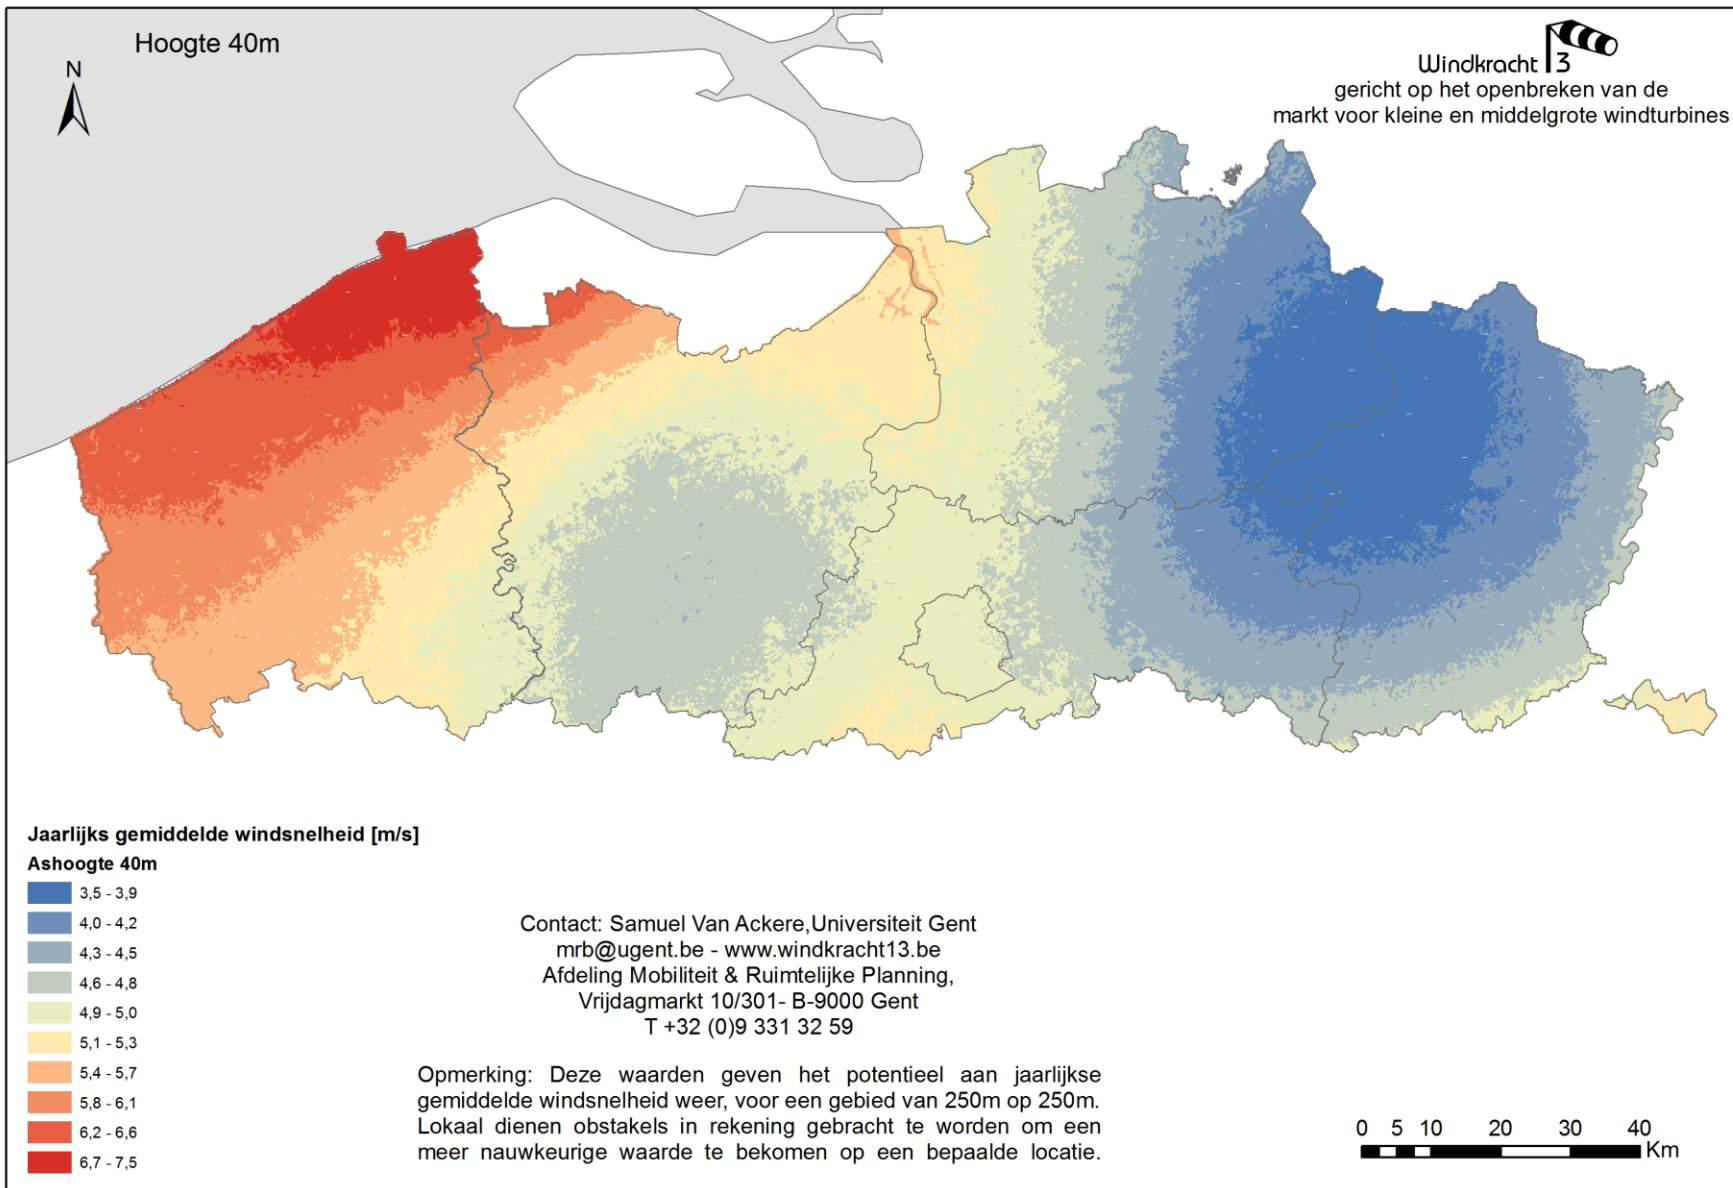 Hoogte 40m
N
Windkracht 13
gericht op het openbreken van de
markt voor kleine en middelgrote windturbines
Jaarlijks gemiddelde windsnelheid [m/s]
Ashoogte 40m
3,5 - 3,9
4,0 - 4,2
4,3 - 4,5
4,6 - 4,8
4,9 - 5,0
5,1 - 5,3
5,4 - 5,7
5,8 - 6,1
6,2 - 6,6
6,7 - 7,5
Contact: Samuel Van Ackere,Universiteit Gent
mrb@ugent.be - www.windkracht13.be
Afdeling Mobiliteit & Ruimtelijke Planning,
Vrijdagmarkt 10/301- B-9000 Gent
T +32 (0)9 331 32 59
Opmerking: Deze waarden geven het potentieel aan jaarlijkse
gemiddelde windsnelheid weer, voor een gebied van 250m op 250m.
Lokaal dienen obstakels in rekening gebracht te worden om een
meer nauwkeurige waarde te bekomen op een bepaalde locatie.
0 5 10 20 30 40
Km